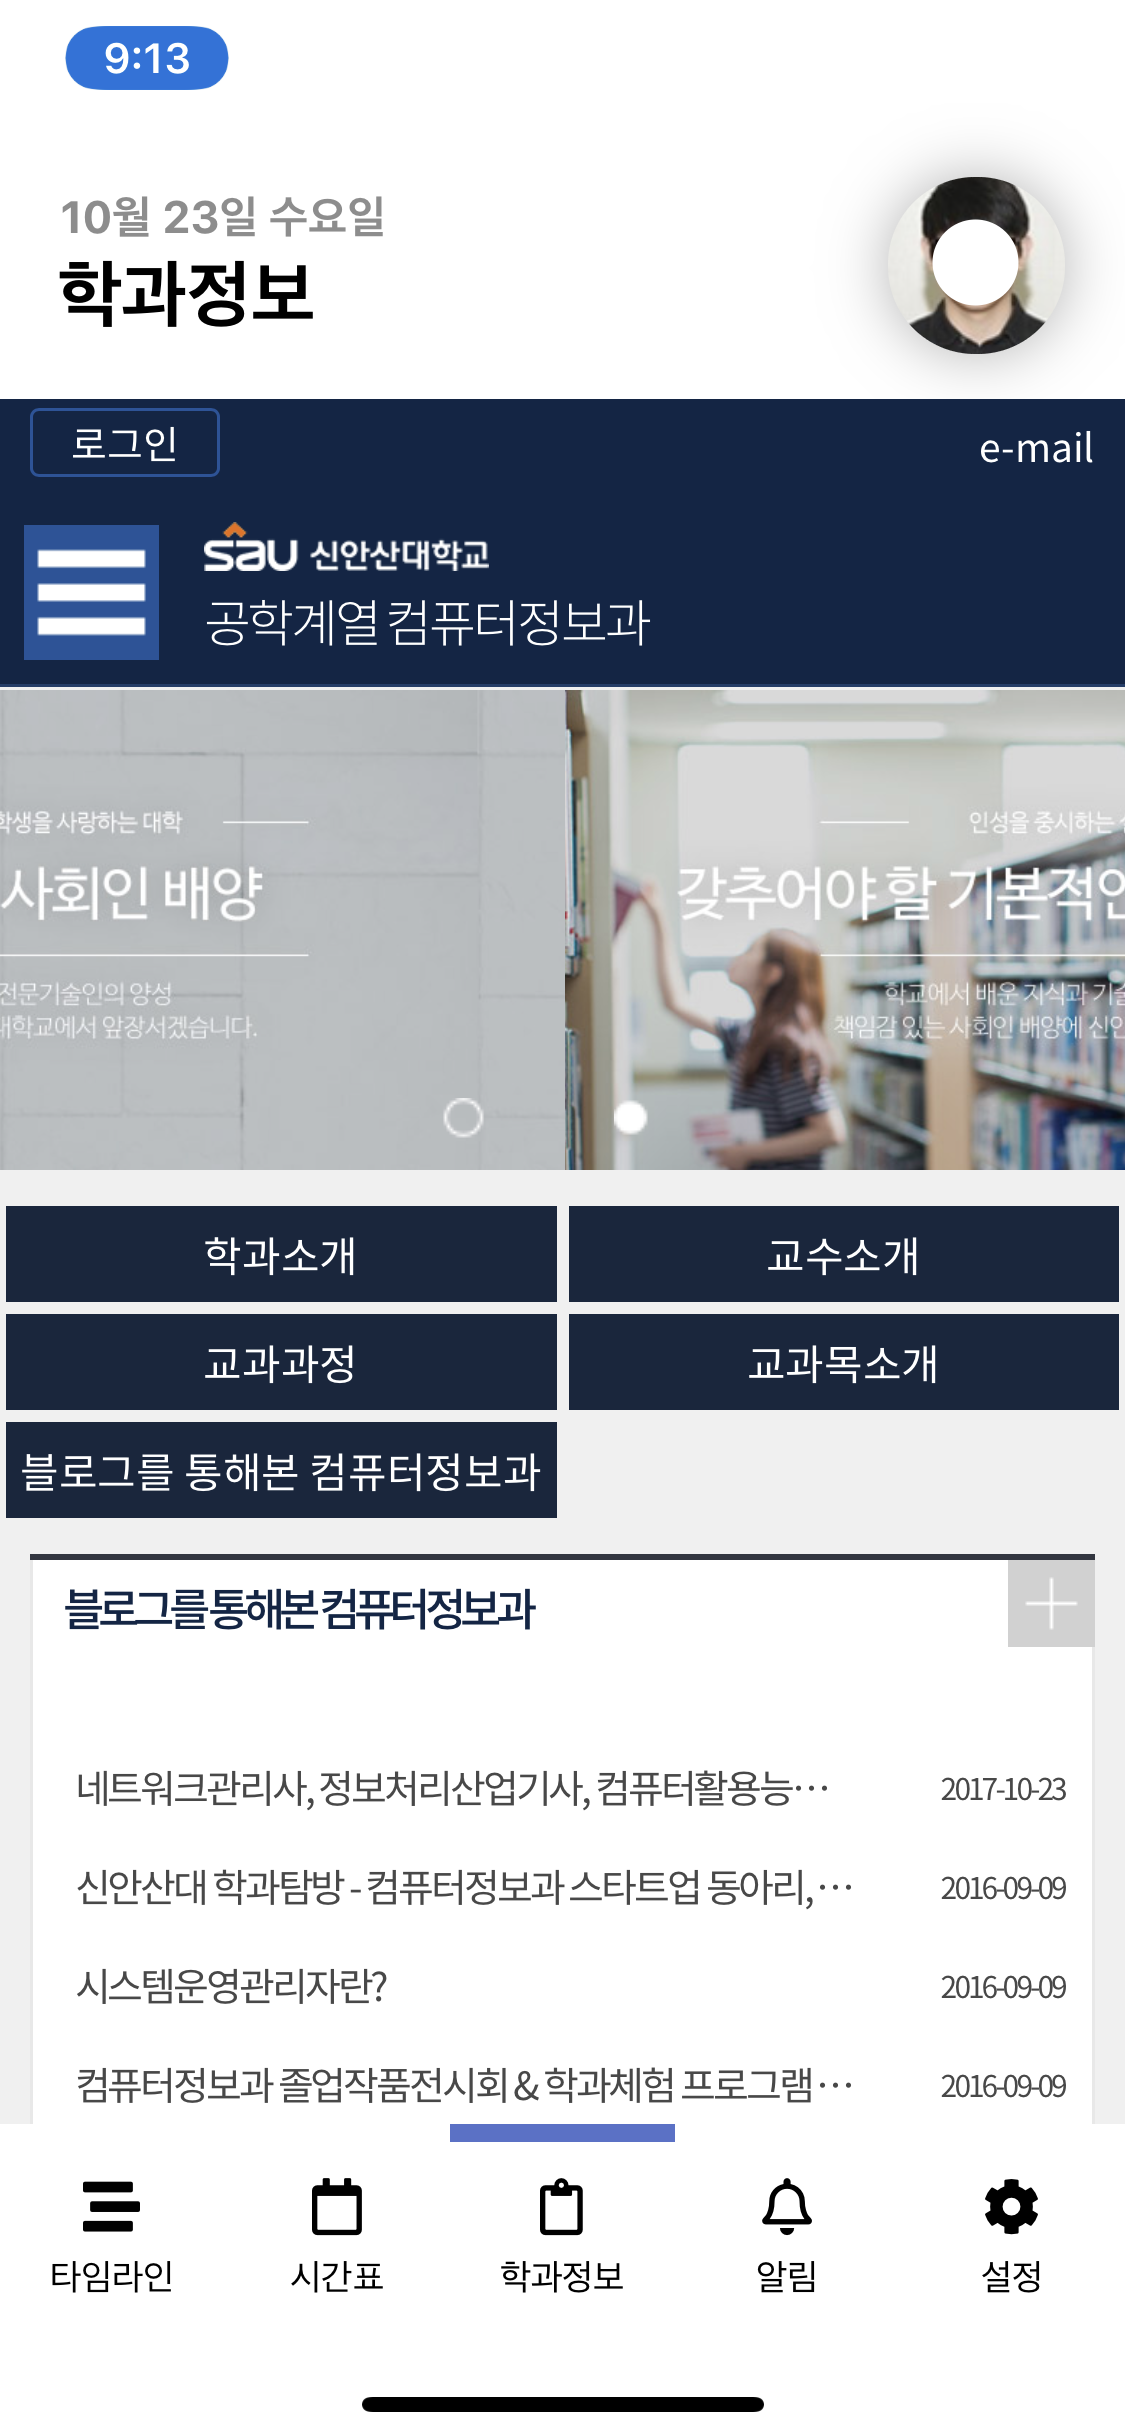 9:13
10월 23일 수요일
학과정보
로그인
e-mail
sau 신안산대학교
공학계열 컴퓨터정보과
학생을 사랑하는 대학
사회인 배양
전문기술인의 양성
대학교에서 앞장서겠습니다.
인성을 중시하는
갖추어야 할 기본적인
학교에서 배운 지식과 기술
책임감 있는 사회인 배양에 신안
학과소개
교수소개
교과과정
교과목소개
블로그를 통해본 컴퓨터정보과
블로그를 통해본 컴퓨터정보과
네트워크관리사, 정보처리산업기사, 컴퓨터활용능··· 2017-10-23
신안산대 학과탐방 - 컴퓨터정보과 스타트업 동아리, ··· 2016-09-09
시스템운영관리자란? 2016-09-09
컴퓨터정보과 졸업작품전시회 & 학과체험 프로그램 ··· 2016-09-09
타임라인
시간표
학과정보
알림
설정